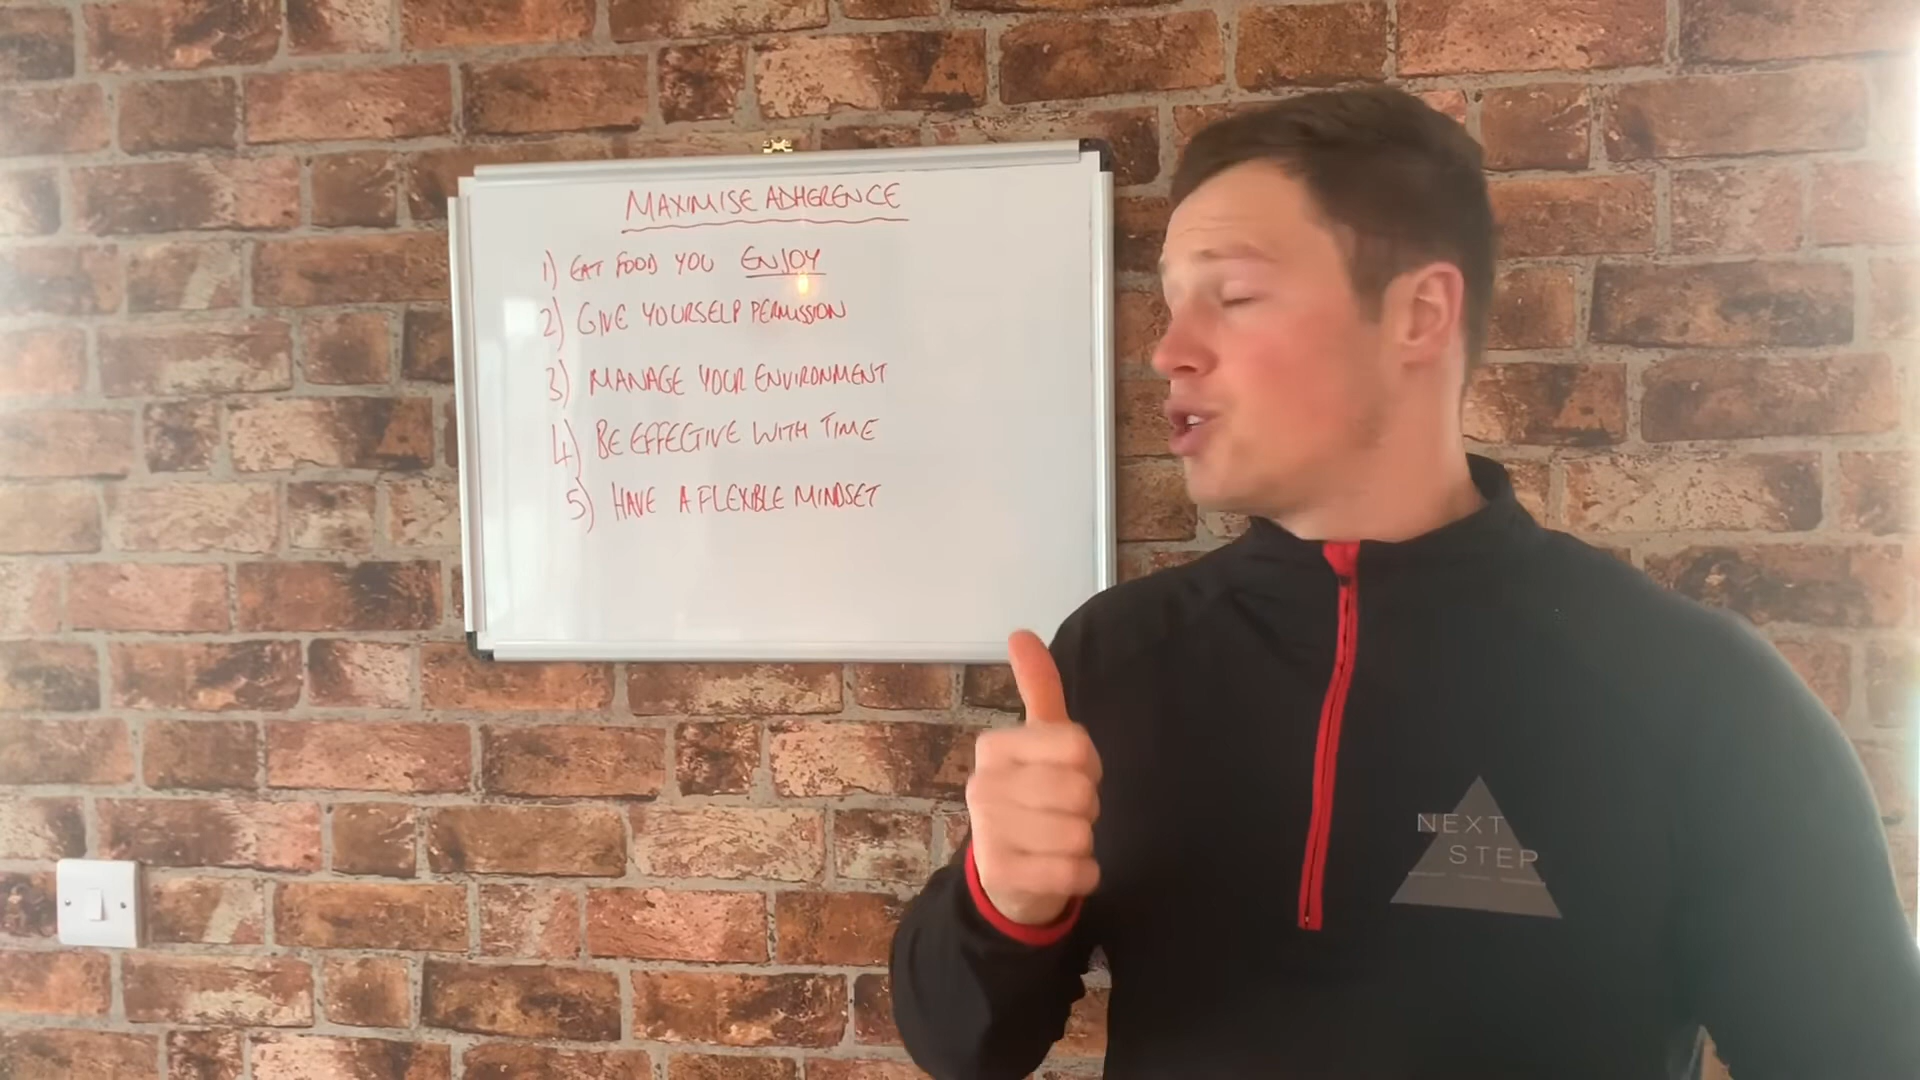 MAXIMISE ADHERENCE
1) EAT FOOD YOU ENJOY
2) GIVE YOURSELF PERMISSION
3) MANAGE YOUR ENVIRONMENT
4) BE EFFECTIVE WITH TIME
5) HAVE A FLEXIBLE MINDSET
NEXT
STEP